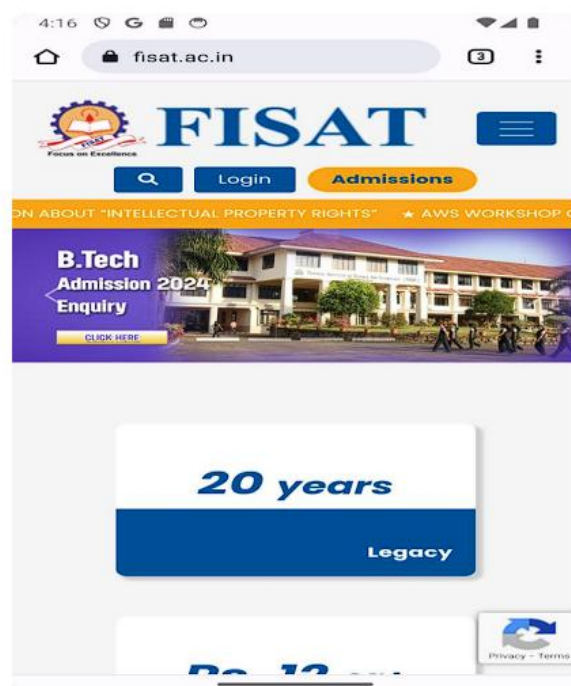 4:16
fisat.ac.in
3
FISAT
FISAT
Focus on Excellence
Login
Admissions
ON ABOUT "INTELLECTUAL PROPERTY RIGHTS" ★ AWS WORKSHOP
B.Tech
Admission 2024
Enquiry
CLICK HERE
20 years
Legacy
Privacy - Terms